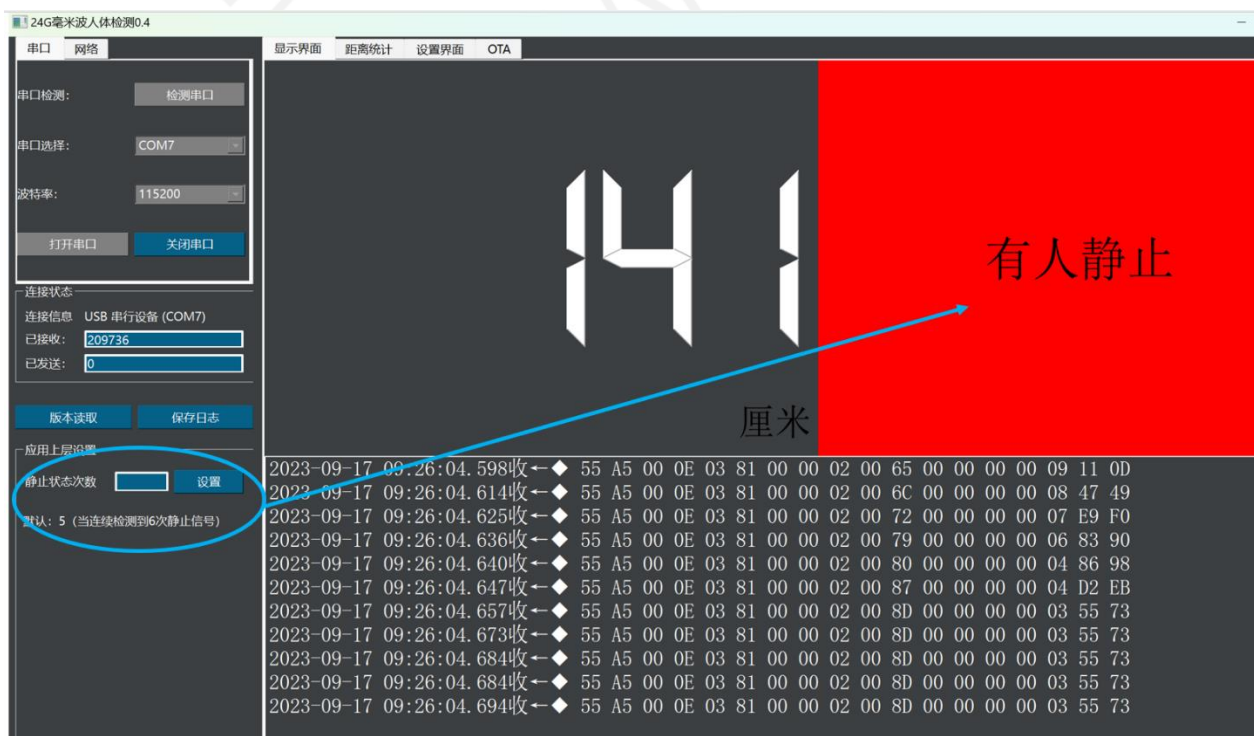 24G毫米波人体检测0.4
串口 网络
显示界面 距离统计 设置界面 OTA
串口检测: 检测串口
串口选择: COM7
波特率: 115200
打开串口 关闭串口
连接状态
连接信息 USB 串行设备 (COM7)
已接收: 209736
已发送: 0
版本读取 保存日志
应用上层设置
静止状态次数 设置
默认: 5 (当连续检测到6次静止信号)
141
厘米
有人静止
2023-09-17 09:26:04.598收←◆ 55 A5 00 0E 03 81 00 00 02 00 65 00 00 00 00 09 11 0D
2023-09-17 09:26:04.614收←◆ 55 A5 00 0E 03 81 00 00 02 00 6C 00 00 00 00 08 47 49
2023-09-17 09:26:04.625收←◆ 55 A5 00 0E 03 81 00 00 02 00 72 00 00 00 00 07 E9 F0
2023-09-17 09:26:04.636收←◆ 55 A5 00 0E 03 81 00 00 02 00 79 00 00 00 00 06 83 90
2023-09-17 09:26:04.640收←◆ 55 A5 00 0E 03 81 00 00 02 00 80 00 00 00 00 04 86 98
2023-09-17 09:26:04.647收←◆ 55 A5 00 0E 03 81 00 00 02 00 87 00 00 00 00 04 D2 EB
2023-09-17 09:26:04.657收←◆ 55 A5 00 0E 03 81 00 00 02 00 8D 00 00 00 00 03 55 73
2023-09-17 09:26:04.673收←◆ 55 A5 00 0E 03 81 00 00 02 00 8D 00 00 00 00 03 55 73
2023-09-17 09:26:04.684收←◆ 55 A5 00 0E 03 81 00 00 02 00 8D 00 00 00 00 03 55 73
2023-09-17 09:26:04.684收←◆ 55 A5 00 0E 03 81 00 00 02 00 8D 00 00 00 00 03 55 73
2023-09-17 09:26:04.694收←◆ 55 A5 00 0E 03 81 00 00 02 00 8D 00 00 00 00 03 55 73